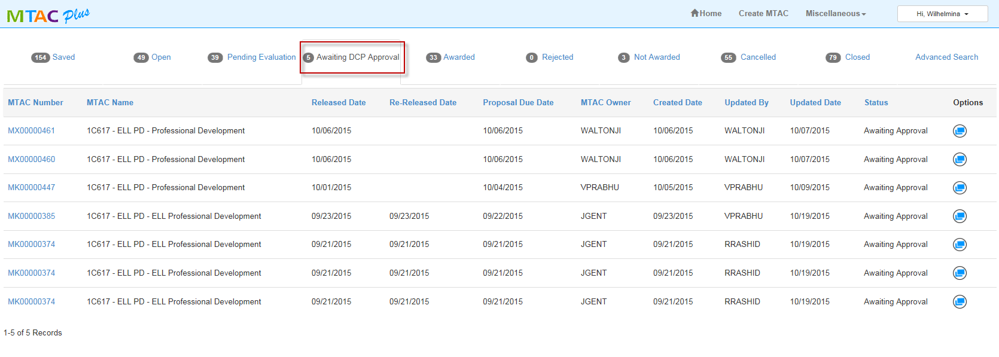 MTAC Plus Home Create MTAC Miscellaneous Hi, Wilhelmina
154 Saved 49 Open 39 Pending Evaluation 5 Awaiting DCP Approval 33 Awarded 0 Rejected 3 Not Awarded 55 Cancelled 79 Closed Advanced Search
MTAC Number MTAC Name Released Date Re-Released Date Proposal Due Date MTAC Owner Created Date Updated By Updated Date Status Options
MX00000461 1C617 - ELL PD - Professional Development 10/06/2015 10/06/2015 WALTONJI 10/06/2015 WALTONJI 10/07/2015 Awaiting Approval
MX00000460 1C617 - ELL PD - Professional Development 10/06/2015 10/06/2015 WALTONJI 10/06/2015 WALTONJI 10/07/2015 Awaiting Approval
MK00000447 1C617 - ELL PD - Professional Development 10/01/2015 10/04/2015 VPRABHU 10/05/2015 VPRABHU 10/09/2015 Awaiting Approval
MK00000385 1C617 - ELL PD - ELL Professional Development 09/23/2015 09/23/2015 09/22/2015 JGENT 09/23/2015 VPRABHU 10/19/2015 Awaiting Approval
MK00000374 1C617 - ELL PD - ELL Professional Development 09/21/2015 09/21/2015 09/21/2015 JGENT 09/21/2015 RRASHID 10/19/2015 Awaiting Approval
MK00000374 1C617 - ELL PD - ELL Professional Development 09/21/2015 09/21/2015 09/21/2015 JGENT 09/21/2015 RRASHID 10/19/2015 Awaiting Approval
MK00000374 1C617 - ELL PD - ELL Professional Development 09/21/2015 09/21/2015 09/21/2015 JGENT 09/21/2015 RRASHID 10/19/2015 Awaiting Approval
1-5 of 5 Records